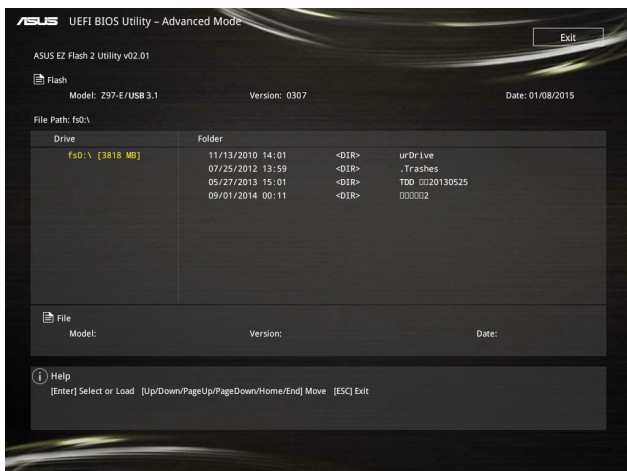 ASUS UEFI BIOS Utility – Advanced Mode
Exit
ASUS EZ Flash 2 Utility v02.01
Flash
Model: Z97-E/USB 3.1 Version: 0307 Date: 01/08/2015
File Path: fs0:\
Drive Folder
fs0:\ [3818 MB] 11/13/2010 14:01 <DIR> urDrive
07/25/2012 13:59 <DIR> .Trashes
05/27/2013 15:01 <DIR> TDD ▯▯20130525
09/01/2014 00:11 <DIR> ▯▯▯▯▯2
File
Model: Version: Date:
Help
[Enter] Select or Load [Up/Down/PageUp/PageDown/Home/End] Move [ESC] Exit